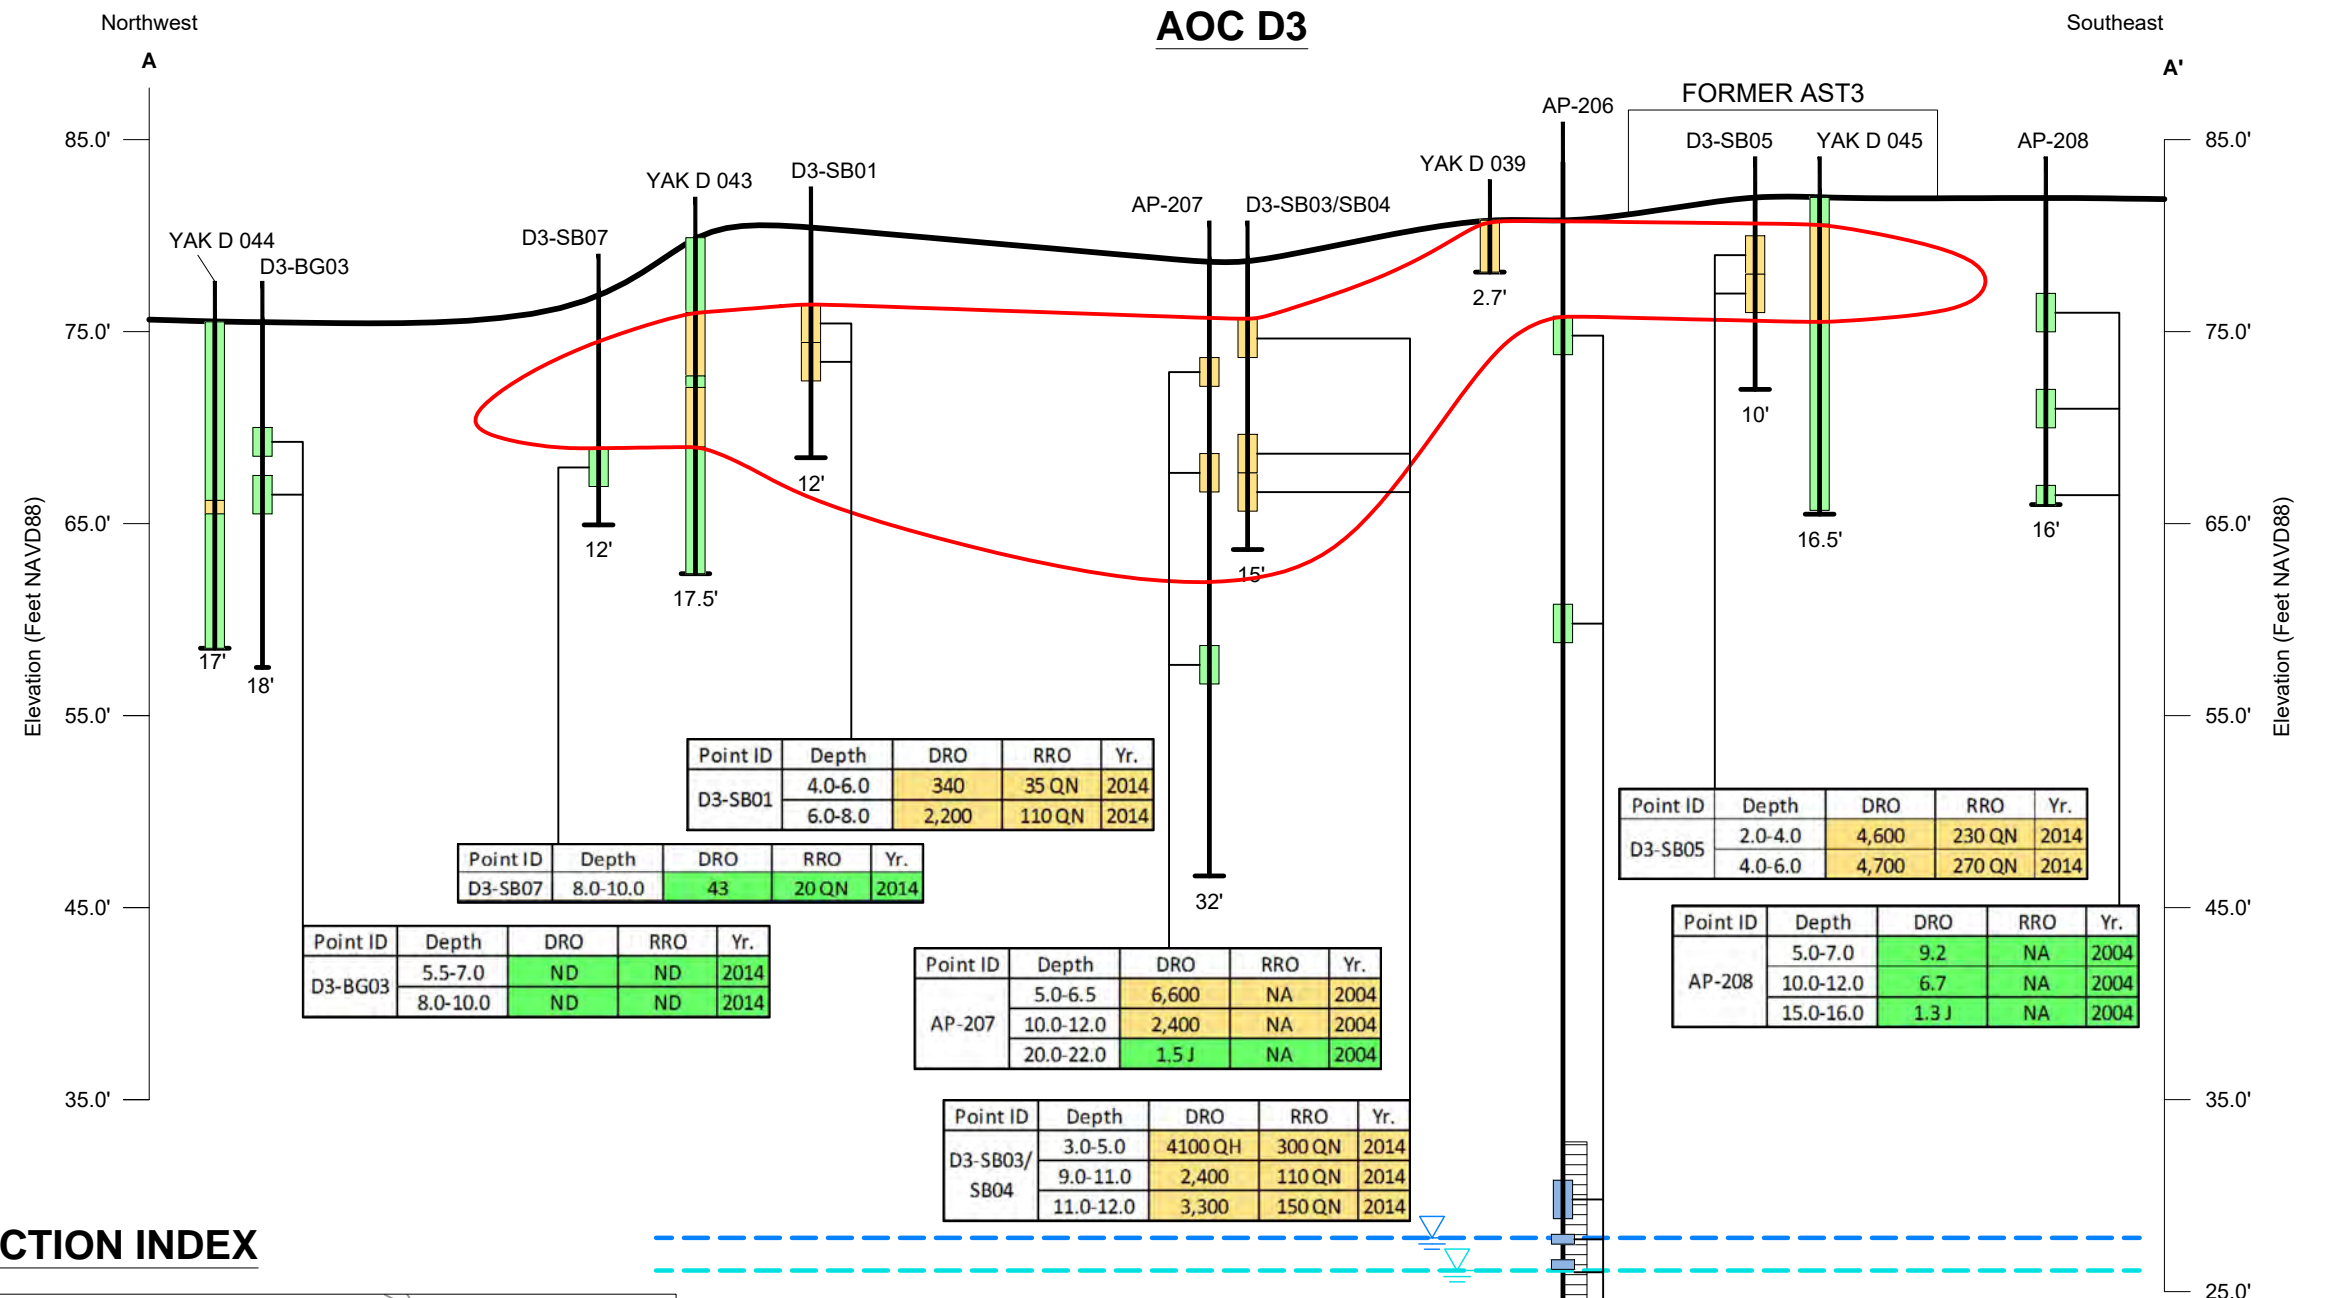 AOC D3
Northwest
A
Southeast
A'
FORMER AST3
85.0'
75.0'
65.0'
55.0'
45.0'
35.0'
Elevation (Feet NAVD88)
YAK D 044
17'
D3-BG03
18'
D3-SB07
12'
YAK D 043
17.5'
D3-SB01
12'
AP-207
32'
D3-SB03/SB04
15'
YAK D 039
2.7'
AP-206
D3-SB05
10'
YAK D 045
16.5'
AP-208
16'
85.0'
75.0'
65.0'
55.0'
45.0'
35.0'
25.0'
Elevation (Feet NAVD88)
Point ID Depth DRO RRO Yr.
D3-SB01 4.0-6.0 340 35 QN 2014
6.0-8.0 2,200 110 QN 2014
Point ID Depth DRO RRO Yr.
D3-SB07 8.0-10.0 43 20 QN 2014
Point ID Depth DRO RRO Yr.
D3-BG03 5.5-7.0 ND ND 2014
8.0-10.0 ND ND 2014
Point ID Depth DRO RRO Yr.
AP-207 5.0-6.5 6,600 NA 2004
10.0-12.0 2,400 NA 2004
20.0-22.0 1.5 J NA 2004
Point ID Depth DRO RRO Yr.
D3-SB03/
SB04
3.0-5.0 4100 QH 300 QN 2014
9.0-11.0 2,400 110 QN 2014
11.0-12.0 3,300 150 QN 2014
Point ID Depth DRO RRO Yr.
D3-SB05 2.0-4.0 4,600 230 QN 2014
4.0-6.0 4,700 270 QN 2014
Point ID Depth DRO RRO Yr.
AP-208 5.0-7.0 9.2 NA 2004
10.0-12.0 6.7 NA 2004
15.0-16.0 1.3 J NA 2004
CTION INDEX